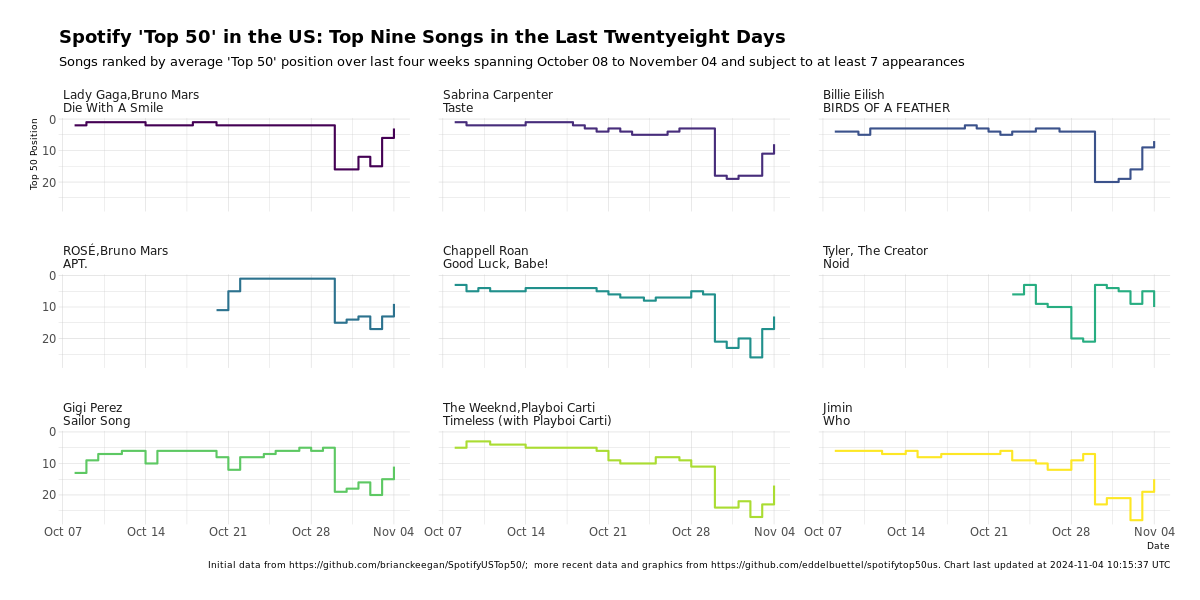 Spotify 'Top 50' in the US: Top Nine Songs in the Last Twentyeight Days
Songs ranked by average 'Top 50' position over last four weeks spanning October 08 to November 04 and subject to at least 7 appearances
Lady Gaga,Bruno Mars
Die With A Smile
Sabrina Carpenter
Taste
Billie Eilish
BIRDS OF A FEATHER
Top 50 Position
0
10
20
ROSÉ,Bruno Mars
APT.
Chappell Roan
Good Luck, Babe!
Tyler, The Creator
Noid
0
10
20
Gigi Perez
Sailor Song
The Weeknd,Playboi Carti
Timeless (with Playboi Carti)
Jimin
Who
0
10
20
Oct 07 Oct 14 Oct 21 Oct 28 Nov 04
Oct 07 Oct 14 Oct 21 Oct 28 Nov 04
Oct 07 Oct 14 Oct 21 Oct 28 Nov 04
Date
Initial data from https://github.com/brianckeegan/SpotifyUSTop50/;  more recent data and graphics from https://github.com/eddelbuettel/spotifytop50us. Chart last updated at 2024-11-04 10:15:37 UTC